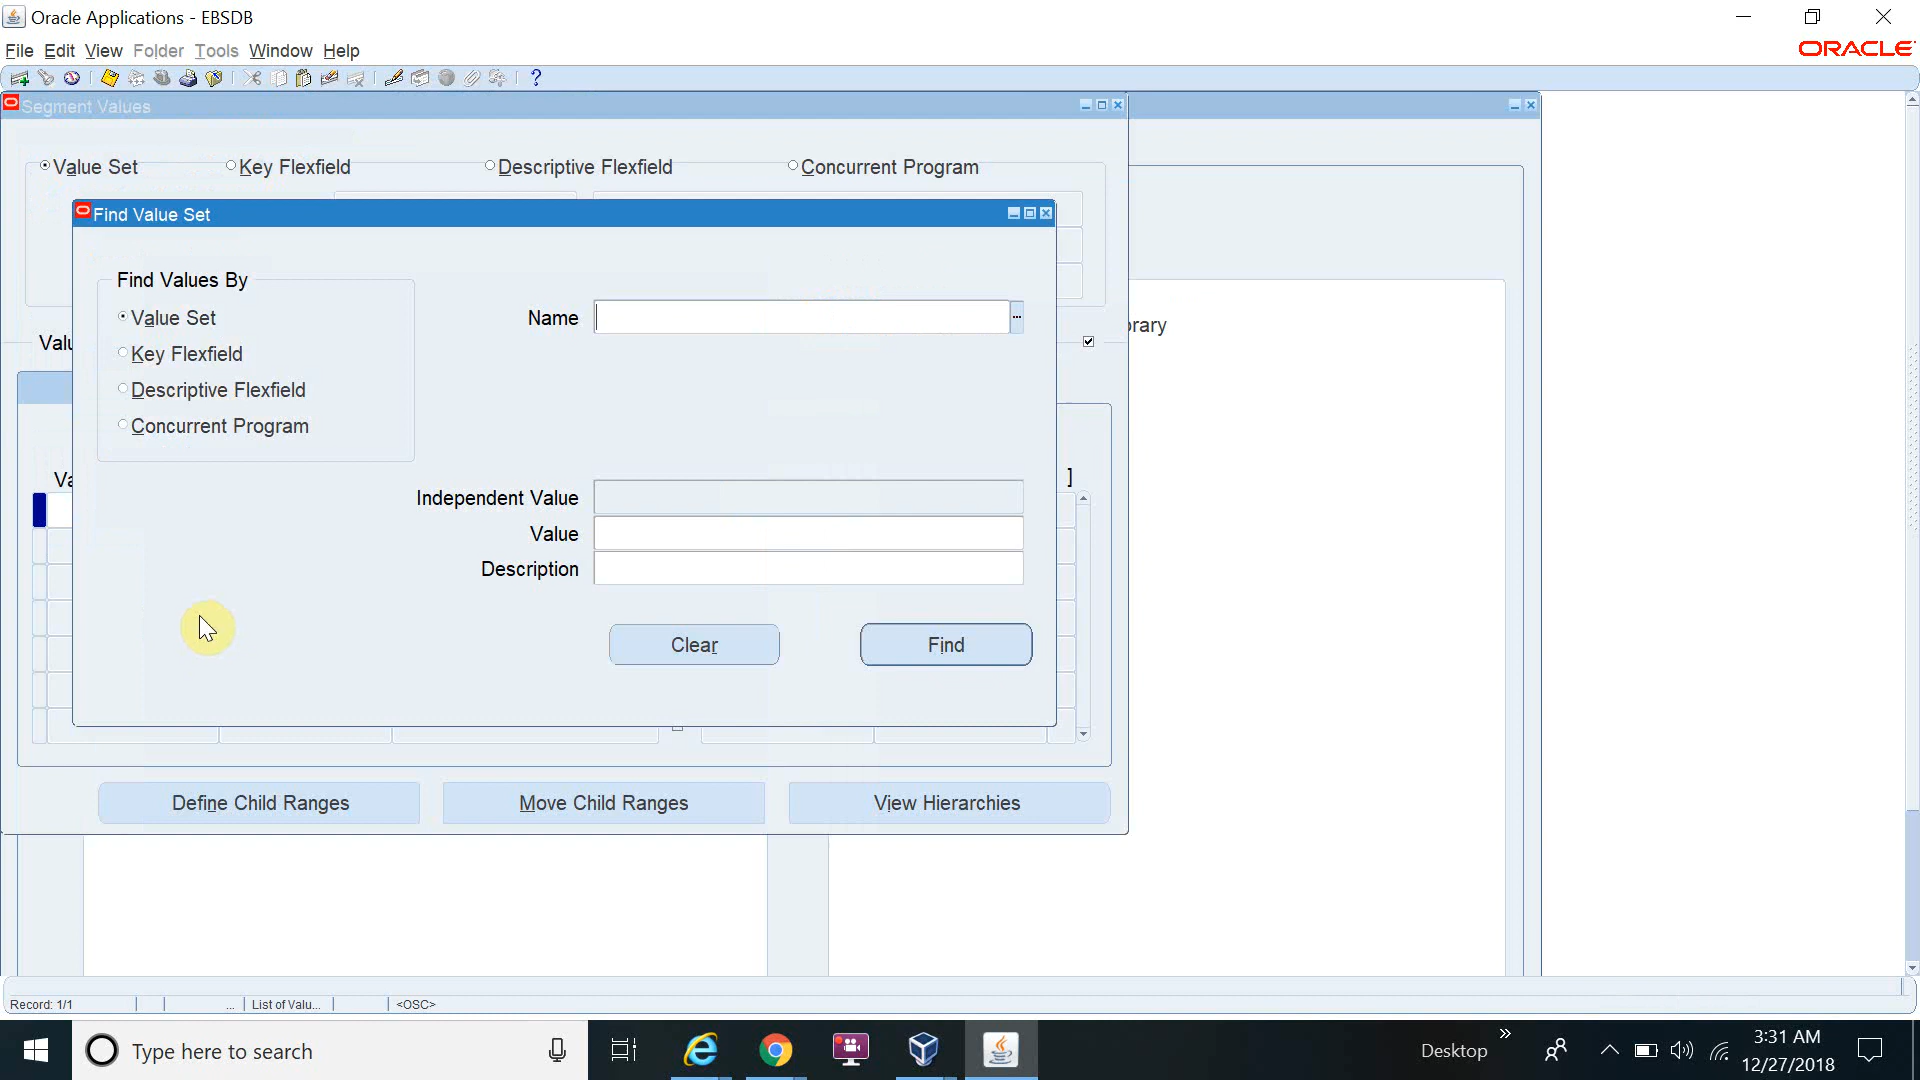 Oracle Applications - EBSDB
File Edit View Folder Tools Window Help
ORACLE
Segment Values
Value Set Key Flexfield Descriptive Flexfield Concurrent Program
Find Value Set
Find Values By
Value Set
Key Flexfield
Descriptive Flexfield
Concurrent Program
Name
...
brary
Valu
Va
]
Independent Value
Value
Description
Clear Find
Define Child Ranges Move Child Ranges View Hierarchies
Record: 1/1 ... List of Valu... <OSC>
Type here to search
Desktop
3:31 AM
12/27/2018